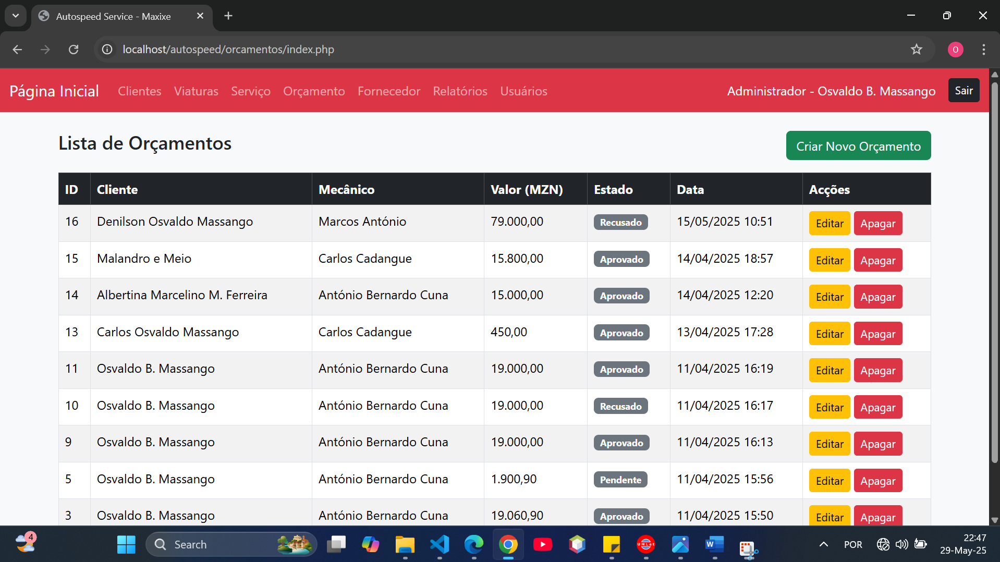 Autospeed Service - Maxixe
localhost/autospeed/orcamentos/index.php
O
Página Inicial Clientes Viaturas Serviço Orçamento Fornecedor Relatórios Usuários Administrador - Osvaldo B. Massango Sair
Lista de Orçamentos Criar Novo Orçamento
ID Cliente Mecânico Valor (MZN) Estado Data Acções
16 Denilson Osvaldo Massango Marcos António 79.000,00 Recusado 15/05/2025 10:51 Editar Apagar
15 Malandro e Meio Carlos Cadangue 15.800,00 Aprovado 14/04/2025 18:57 Editar Apagar
14 Albertina Marcelino M. Ferreira António Bernardo Cuna 15.000,00 Aprovado 14/04/2025 12:20 Editar Apagar
13 Carlos Osvaldo Massango Carlos Cadangue 450,00 Aprovado 13/04/2025 17:28 Editar Apagar
11 Osvaldo B. Massango António Bernardo Cuna 19.000,00 Aprovado 11/04/2025 16:19 Editar Apagar
10 Osvaldo B. Massango António Bernardo Cuna 19.000,00 Recusado 11/04/2025 16:17 Editar Apagar
9 Osvaldo B. Massango António Bernardo Cuna 19.000,00 Aprovado 11/04/2025 16:13 Editar Apagar
5 Osvaldo B. Massango António Bernardo Cuna 1.900,90 Pendente 11/04/2025 15:56 Editar Apagar
3 Osvaldo B. Massango António Bernardo Cuna 19.060,90 Aprovado 11/04/2025 15:50 Editar Apagar
4 Search UMLet W POR 22:47
29-May-25